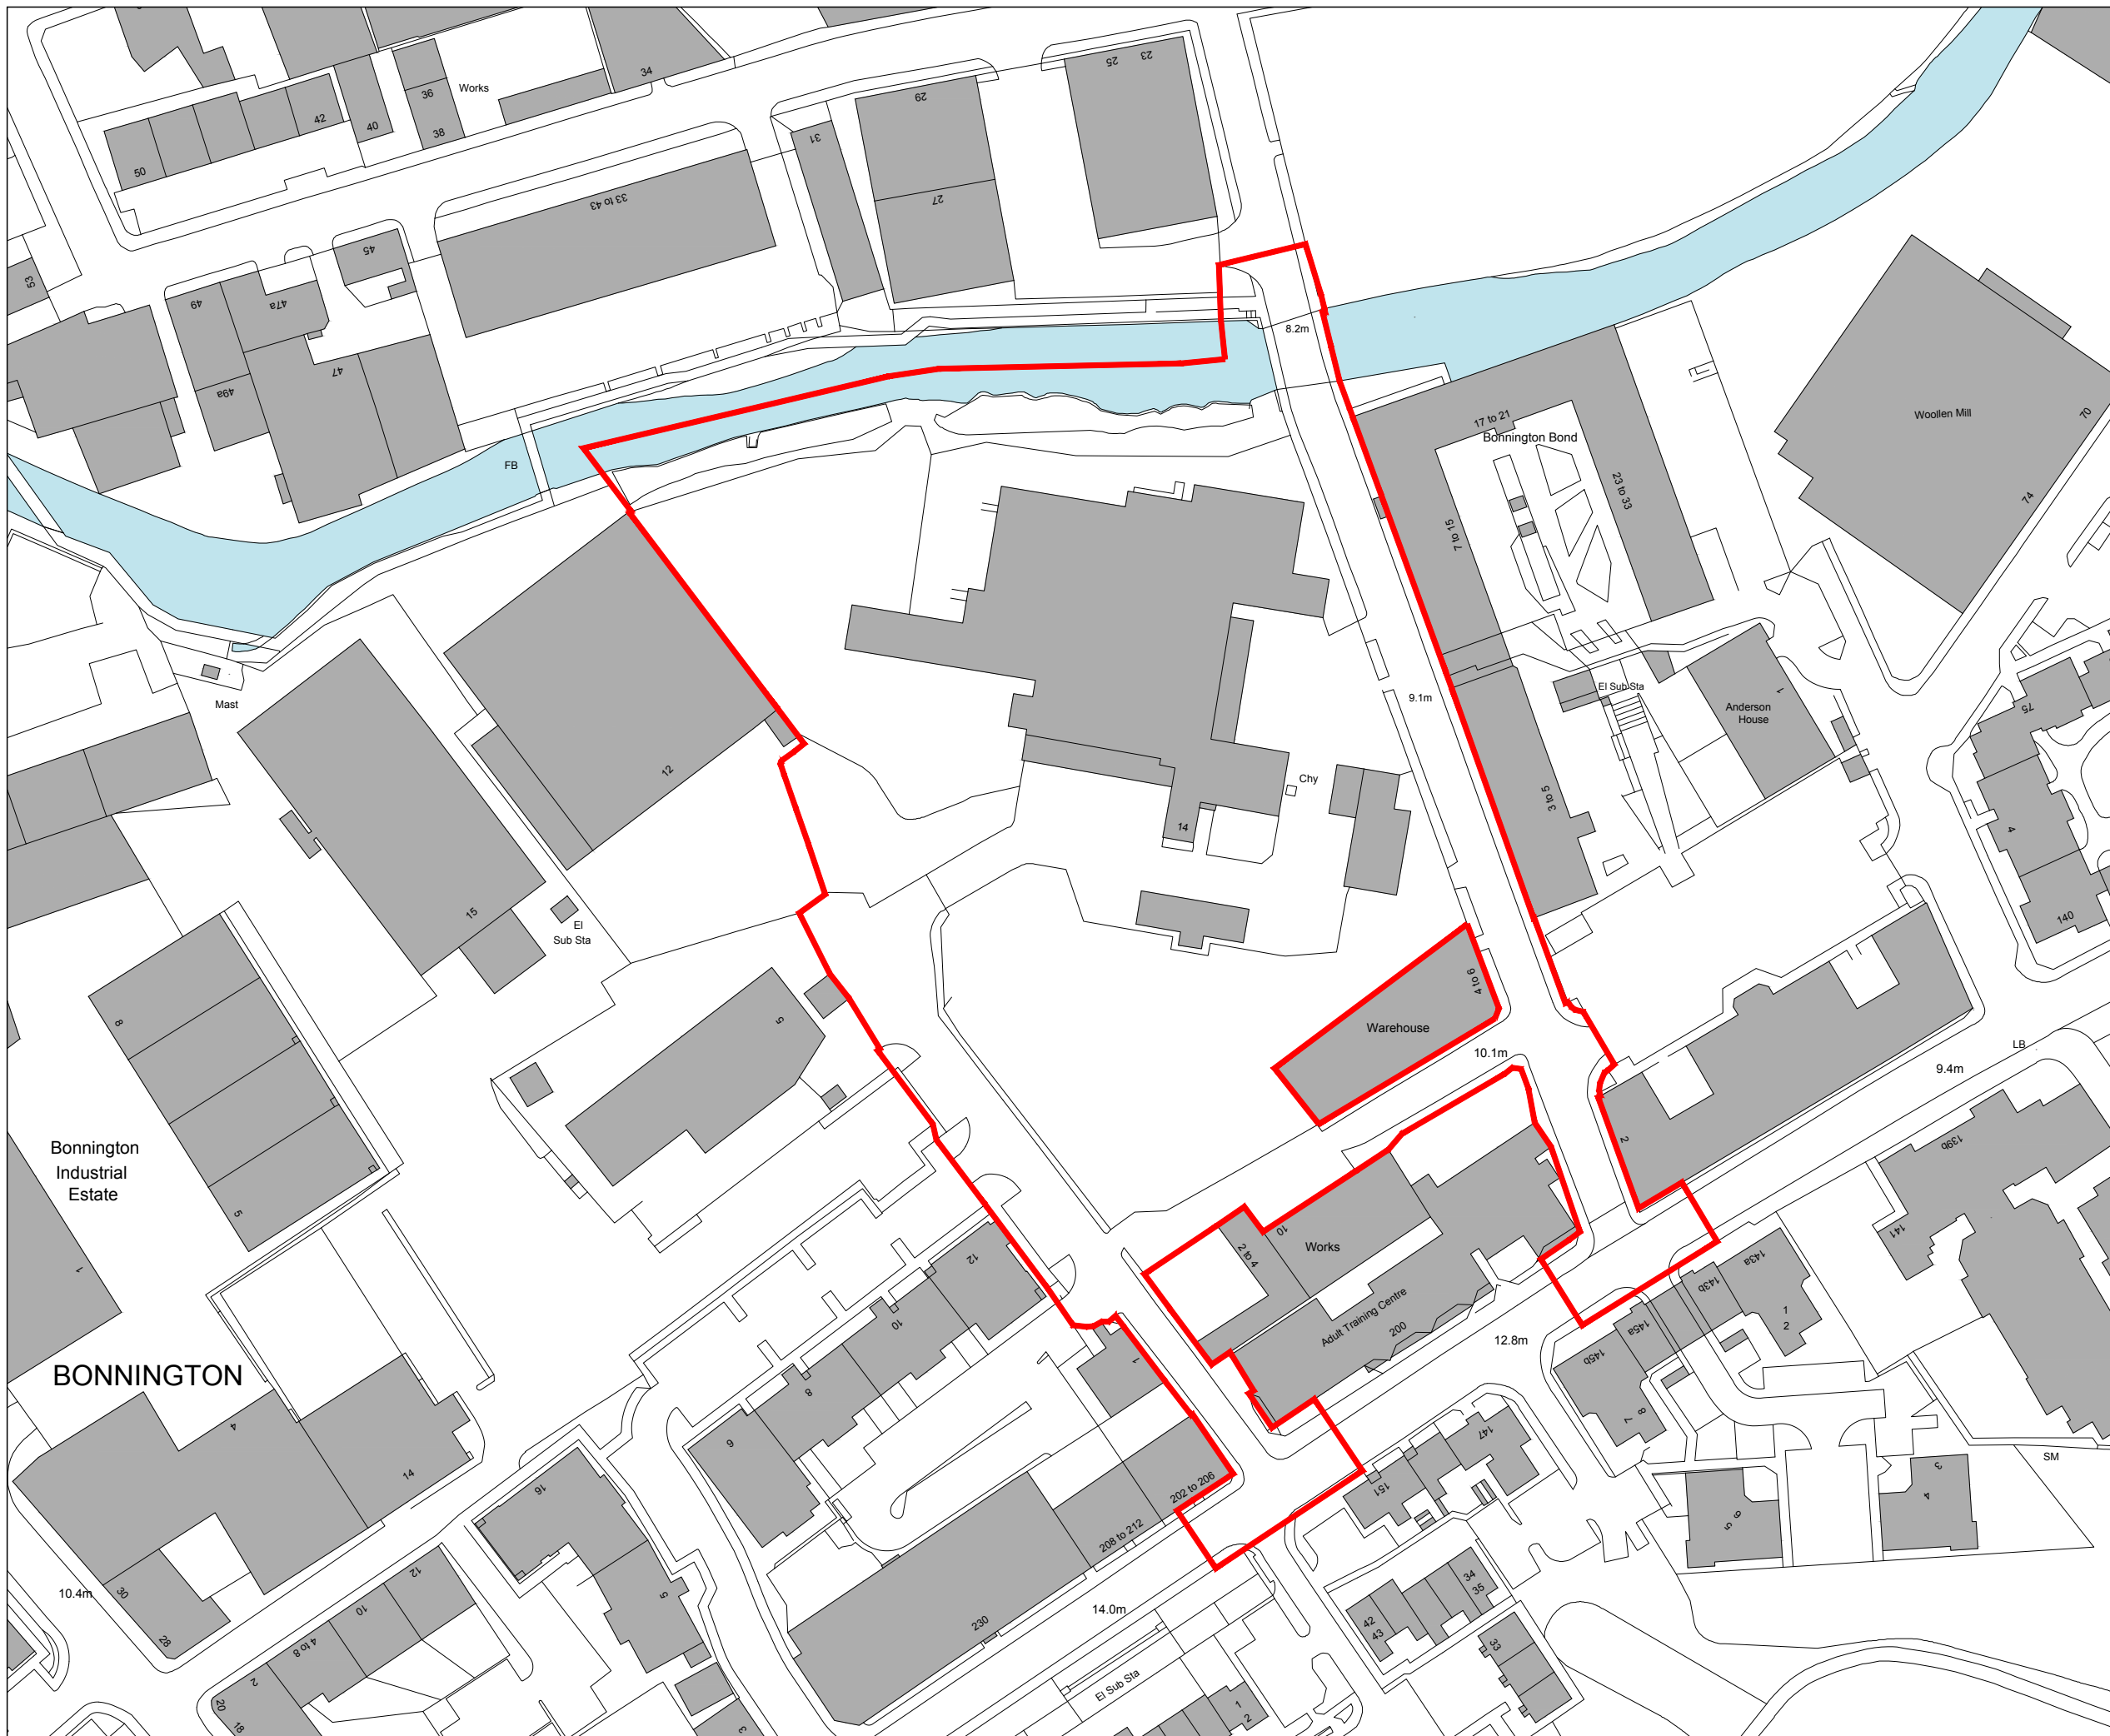 34
Works
36
38
42
40
50
23
25
29
31
27
33 to 43
45
53
49
47a
47
49a
8.2m
17 to 21
Bonnington Bond
Woollen Mill
70
74
FB
7 to 15
23 to 33
Mast
9.1m
El Sub Sta
1
Anderson
House
75
12
Chy
3 to 5
14
4
140
15
El
Sub Sta
5
4 to 6
Warehouse
8
10.1m
LB
9.4m
2
139b
141
Bonnington
Industrial
Estate
5
1
12
10
2 to 4
Works
10
Adult Training Centre
200
12.8m
143a
143b
145a
145b
1
2
8
7
BONNINGTON
4
14
8
6
1
147
151
202 to 206
208 to 212
SM
3
4
6
5
16
12
10
4 to 8
2
20
18
10.4m
30
28
5
3
230
14.0m
El Sub Sta
1
2
34
35
42
43
33